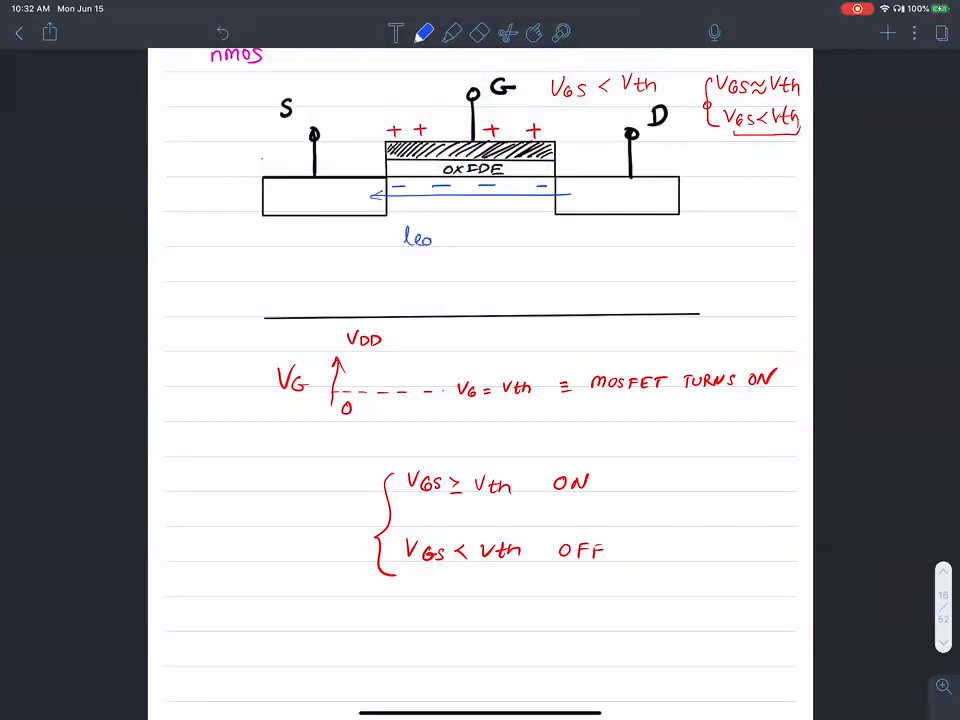 10:32 AM Mon Jun 15
100%
T
nmos
S
G
VGS < Vth
VGS ≈ Vth
VGS < Vth
D
+ + + +
OXIDE
leo
VDD
VG
0
VG = Vth ≡ MOSFET TURNS ON
VGS ≥ Vth ON
VGS < Vth OFF
16
/
52